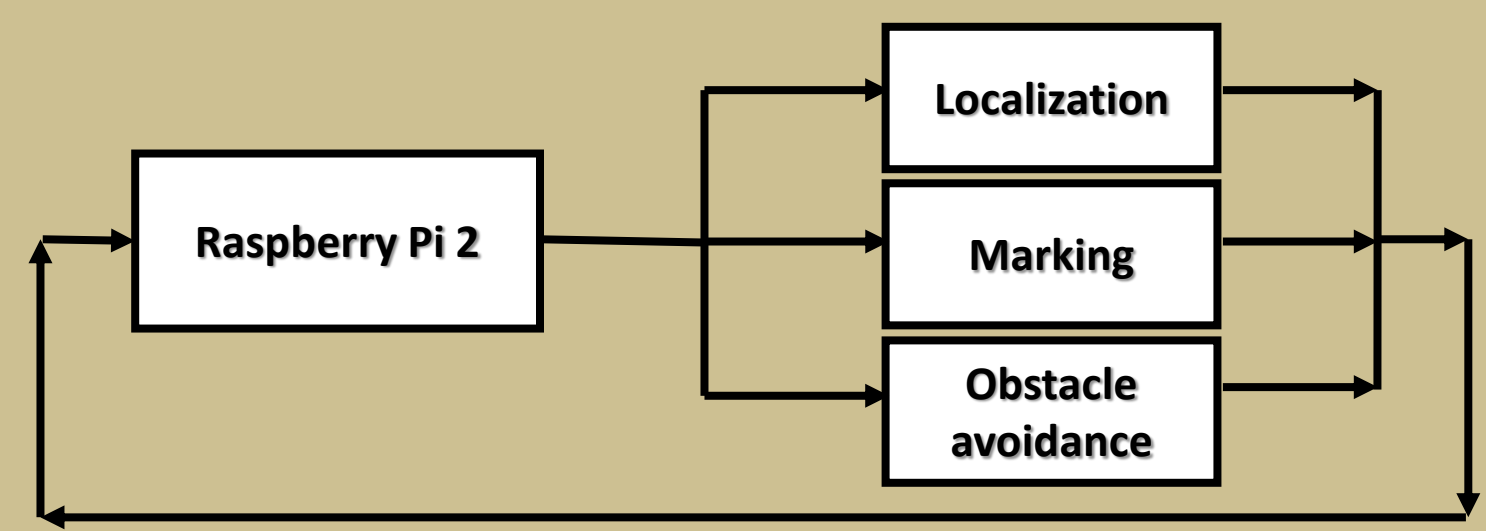 Localization
Raspberry Pi 2
Marking
Obstacle
avoidance